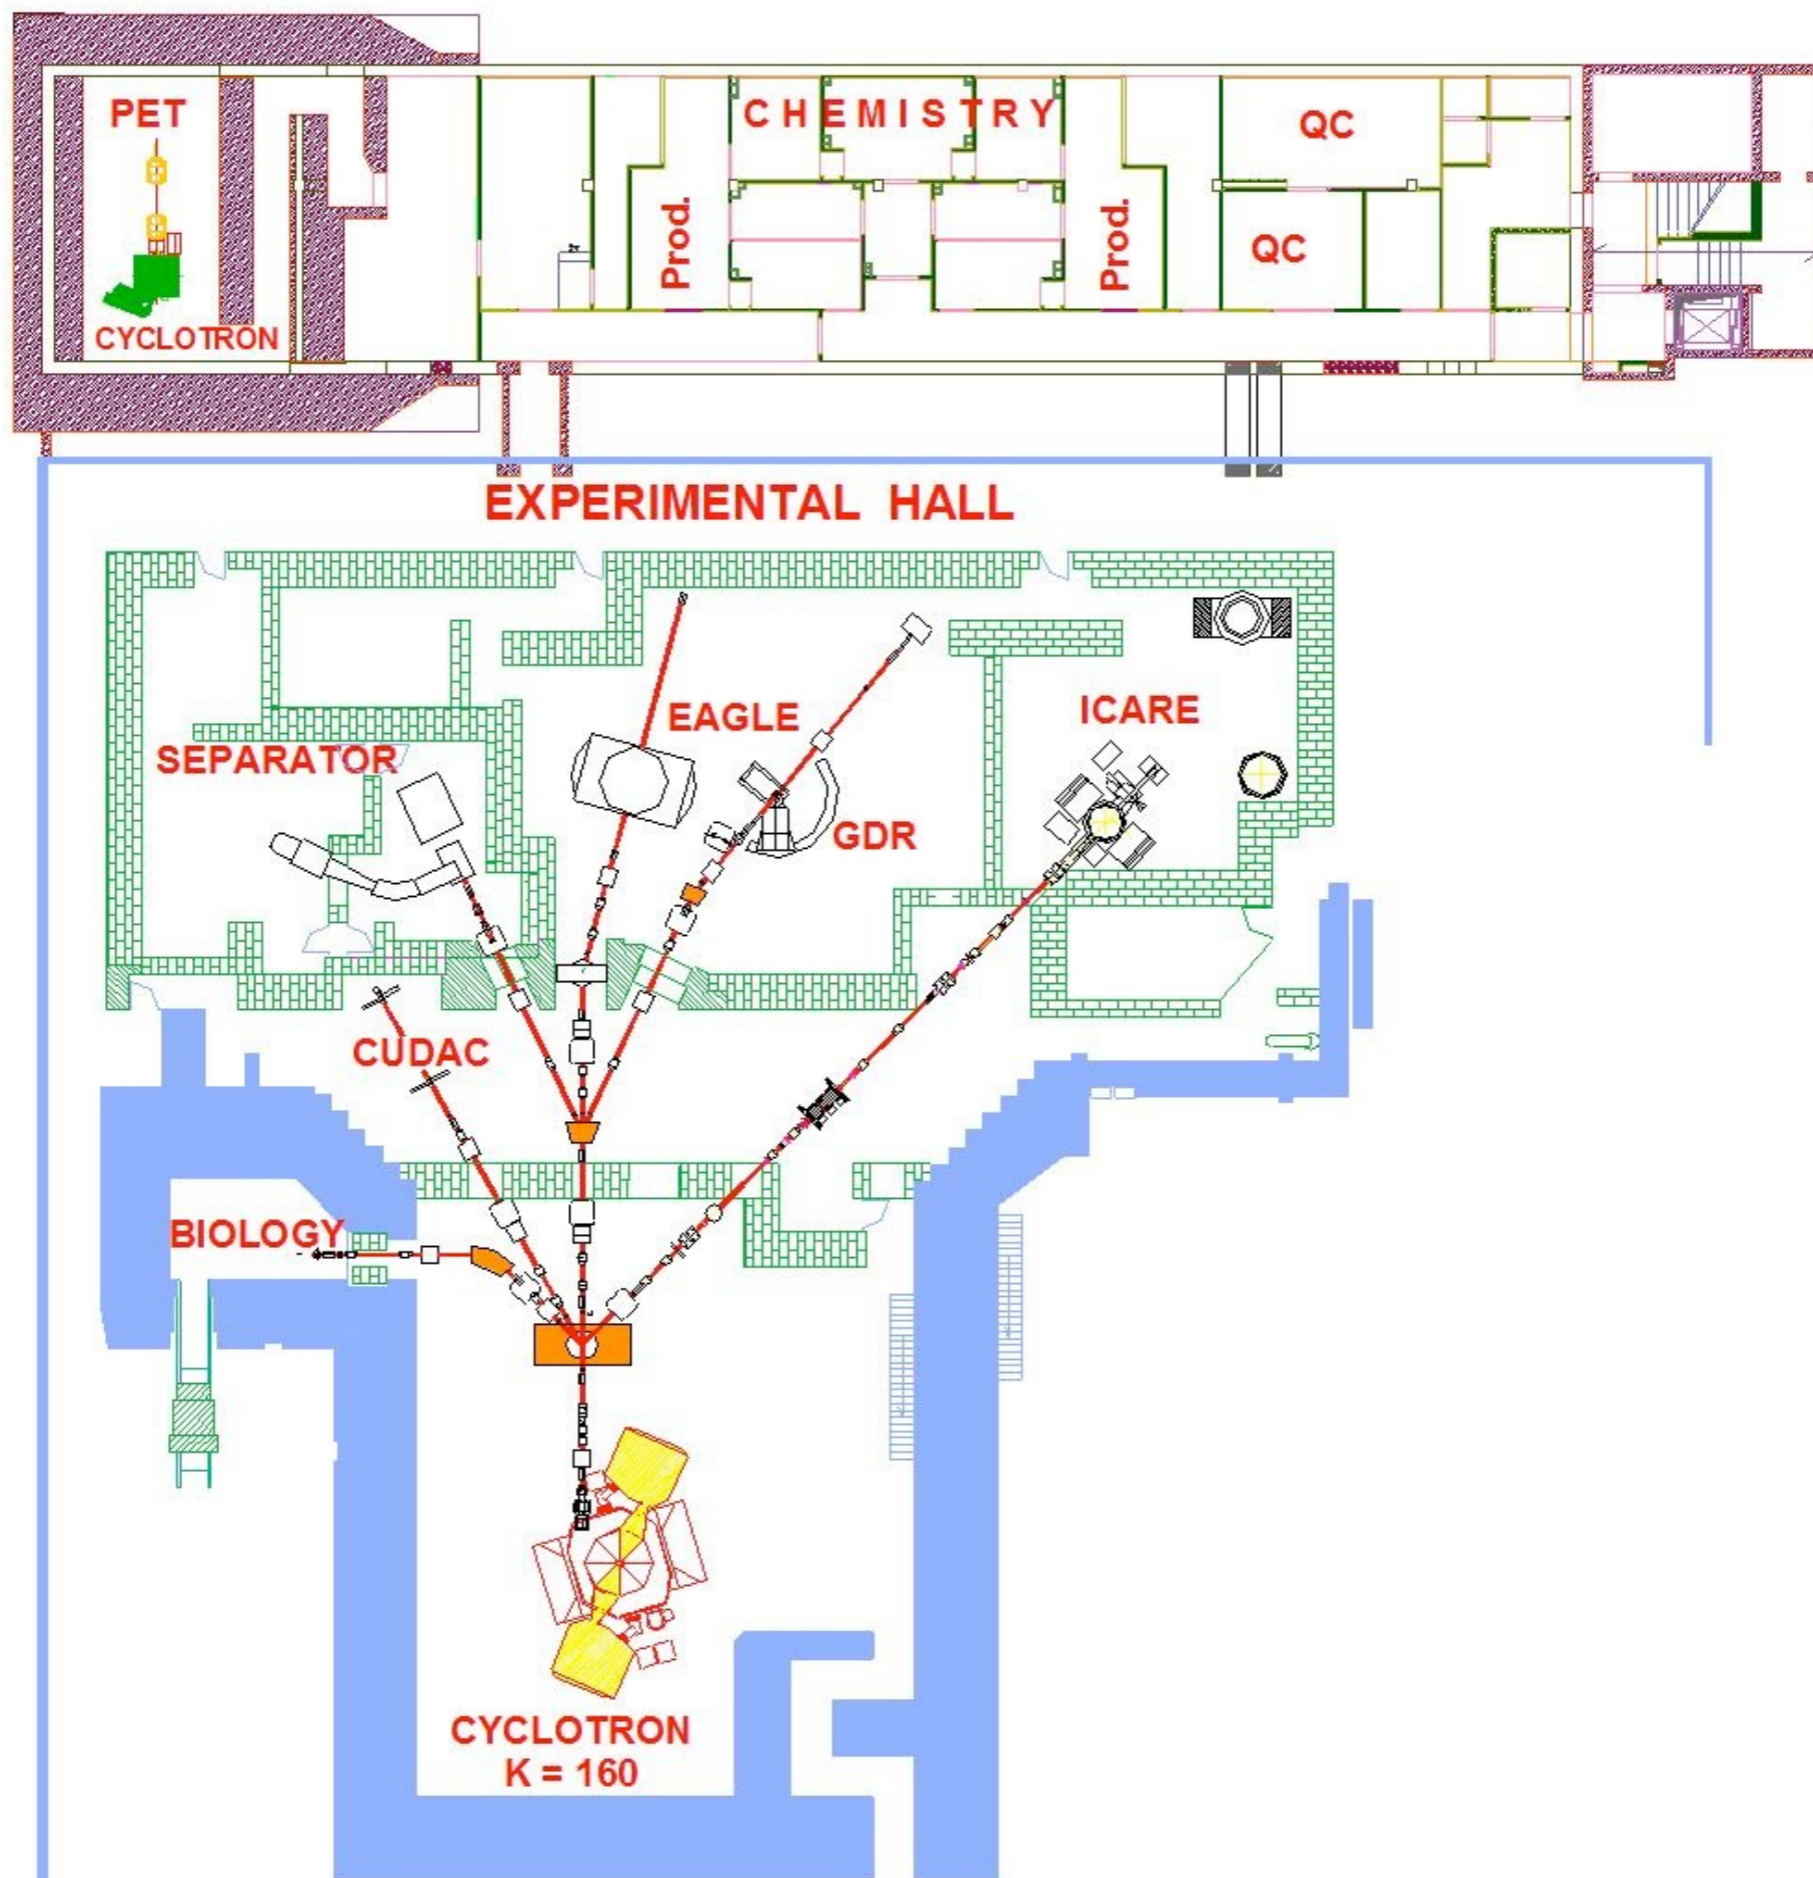 PET
CHEMISTRY
QC
Prod.
Prod.
QC
CYCLOTRON
EXPERIMENTAL HALL
EAGLE
ICARE
SEPARATOR
GDR
CUDAC
BIOLOGY
CYCLOTRON
K = 160